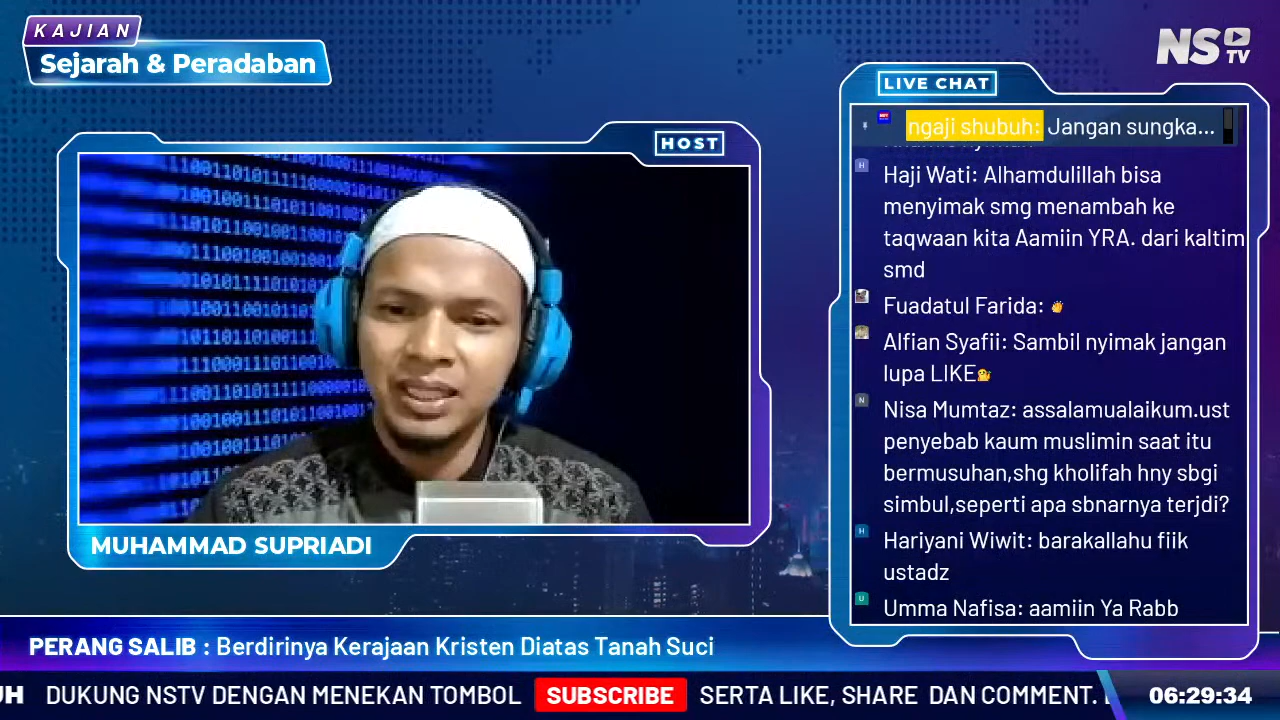 KAJIAN
Sejarah & Peradaban
NS TV
HOST
MUHAMMAD SUPRIADI
LIVE CHAT
ngaji shubuh: Jangan sungka...
Haji Wati: Alhamdulillah bisa
menyimak smg menambah ke
taqwaan kita Aamiin YRA. dari kaltim
smd
Fuadatul Farida: 👏
Alfian Syafii: Sambil nyimak jangan
lupa LIKE
Nisa Mumtaz: assalamualaikum.ust
penyebab kaum muslimin saat itu
bermusuhan,shg kholifah hny sbgi
simbul,seperti apa sbnarnya terjdi?
Hariyani Wiwit: barakallahu fiik
ustadz
Umma Nafisa: aamiin Ya Rabb
PERANG SALIB : Berdirinya Kerajaan Kristen Diatas Tanah Suci
UH DUKUNG NSTV DENGAN MENEKAN TOMBOL SUBSCRIBE SERTA LIKE, SHARE DAN COMMENT.
06:29:34